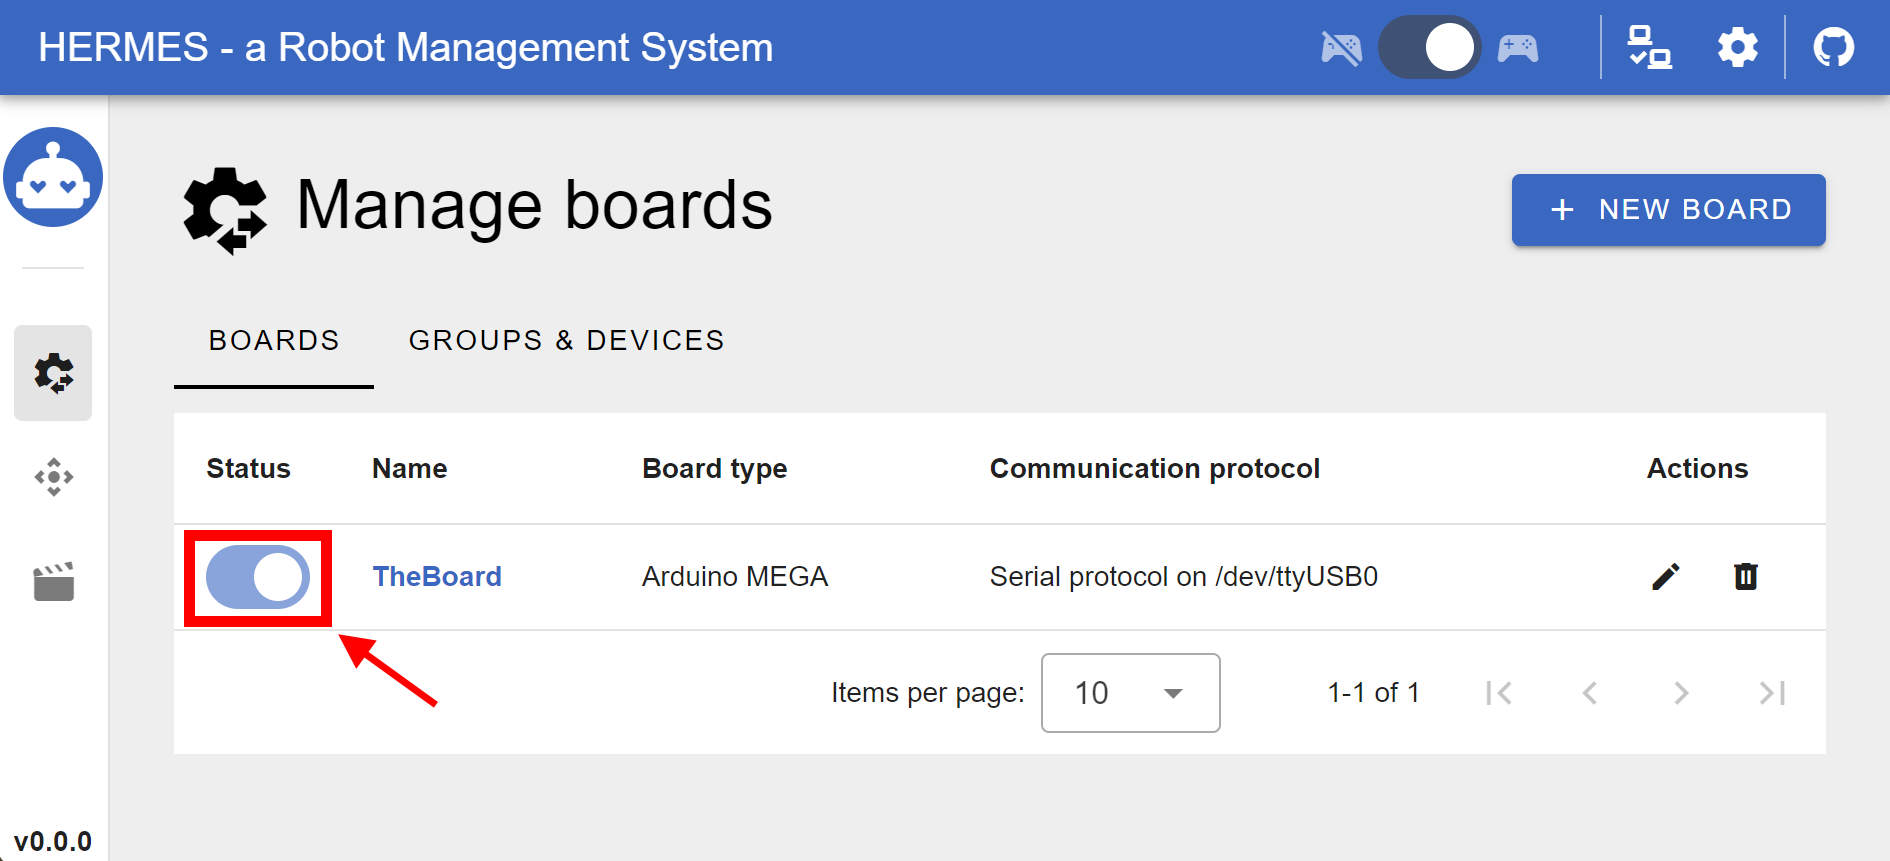 HERMES - a Robot Management System
Manage boards
+ NEW BOARD
BOARDS GROUPS & DEVICES
Status Name Board type Communication protocol Actions
TheBoard Arduino MEGA Serial protocol on /dev/ttyUSB0
Items per page: 10 1-1 of 1
v0.0.0